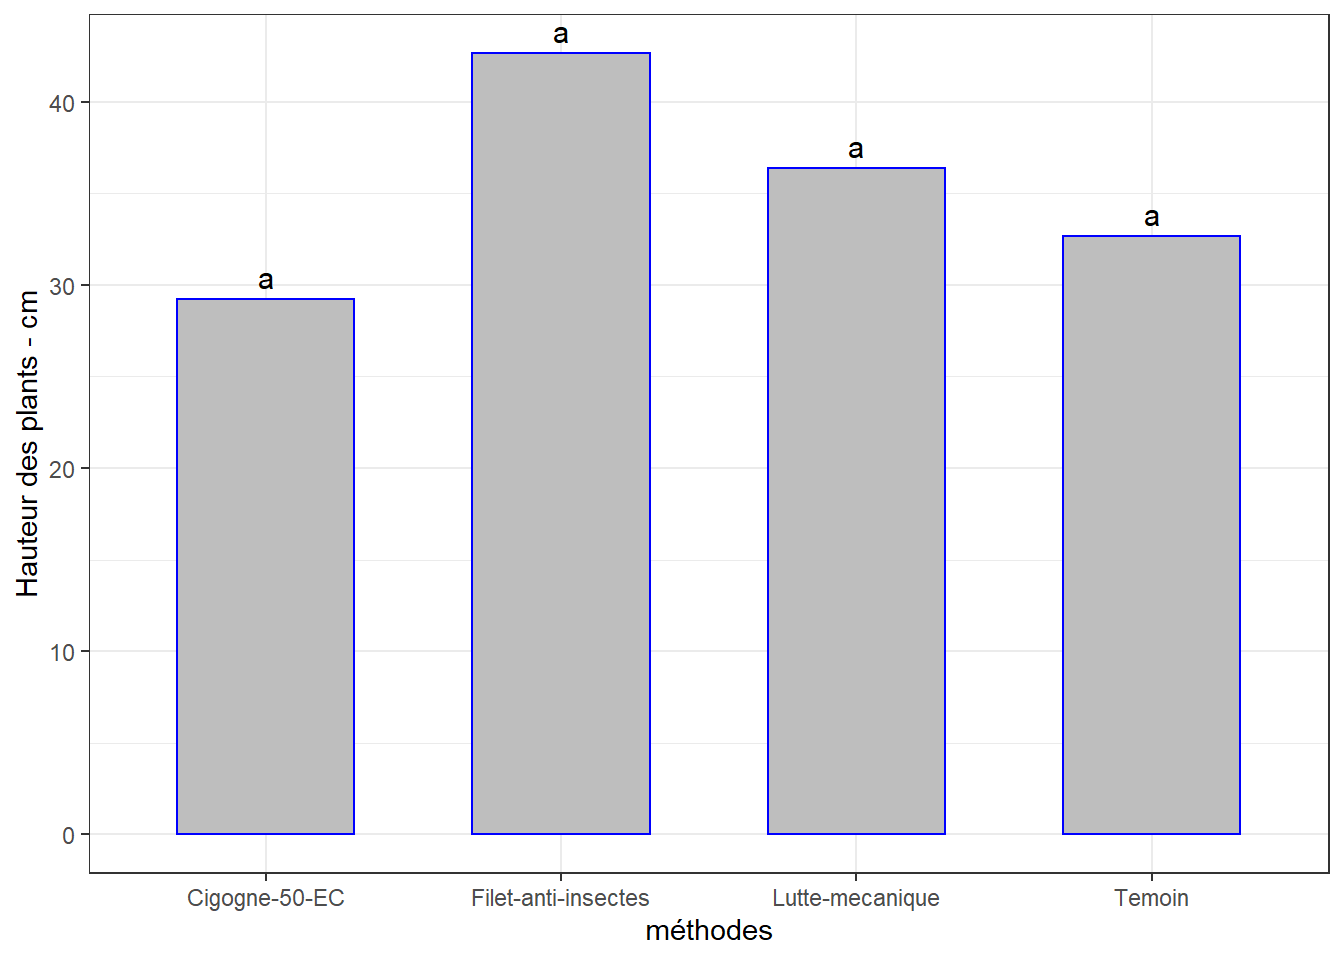 a
a
a
a
40
30
20
10
0
Hauteur des plants - cm
Cigogne-50-EC
Filet-anti-insectes
Lutte-mecanique
Temoin
méthodes